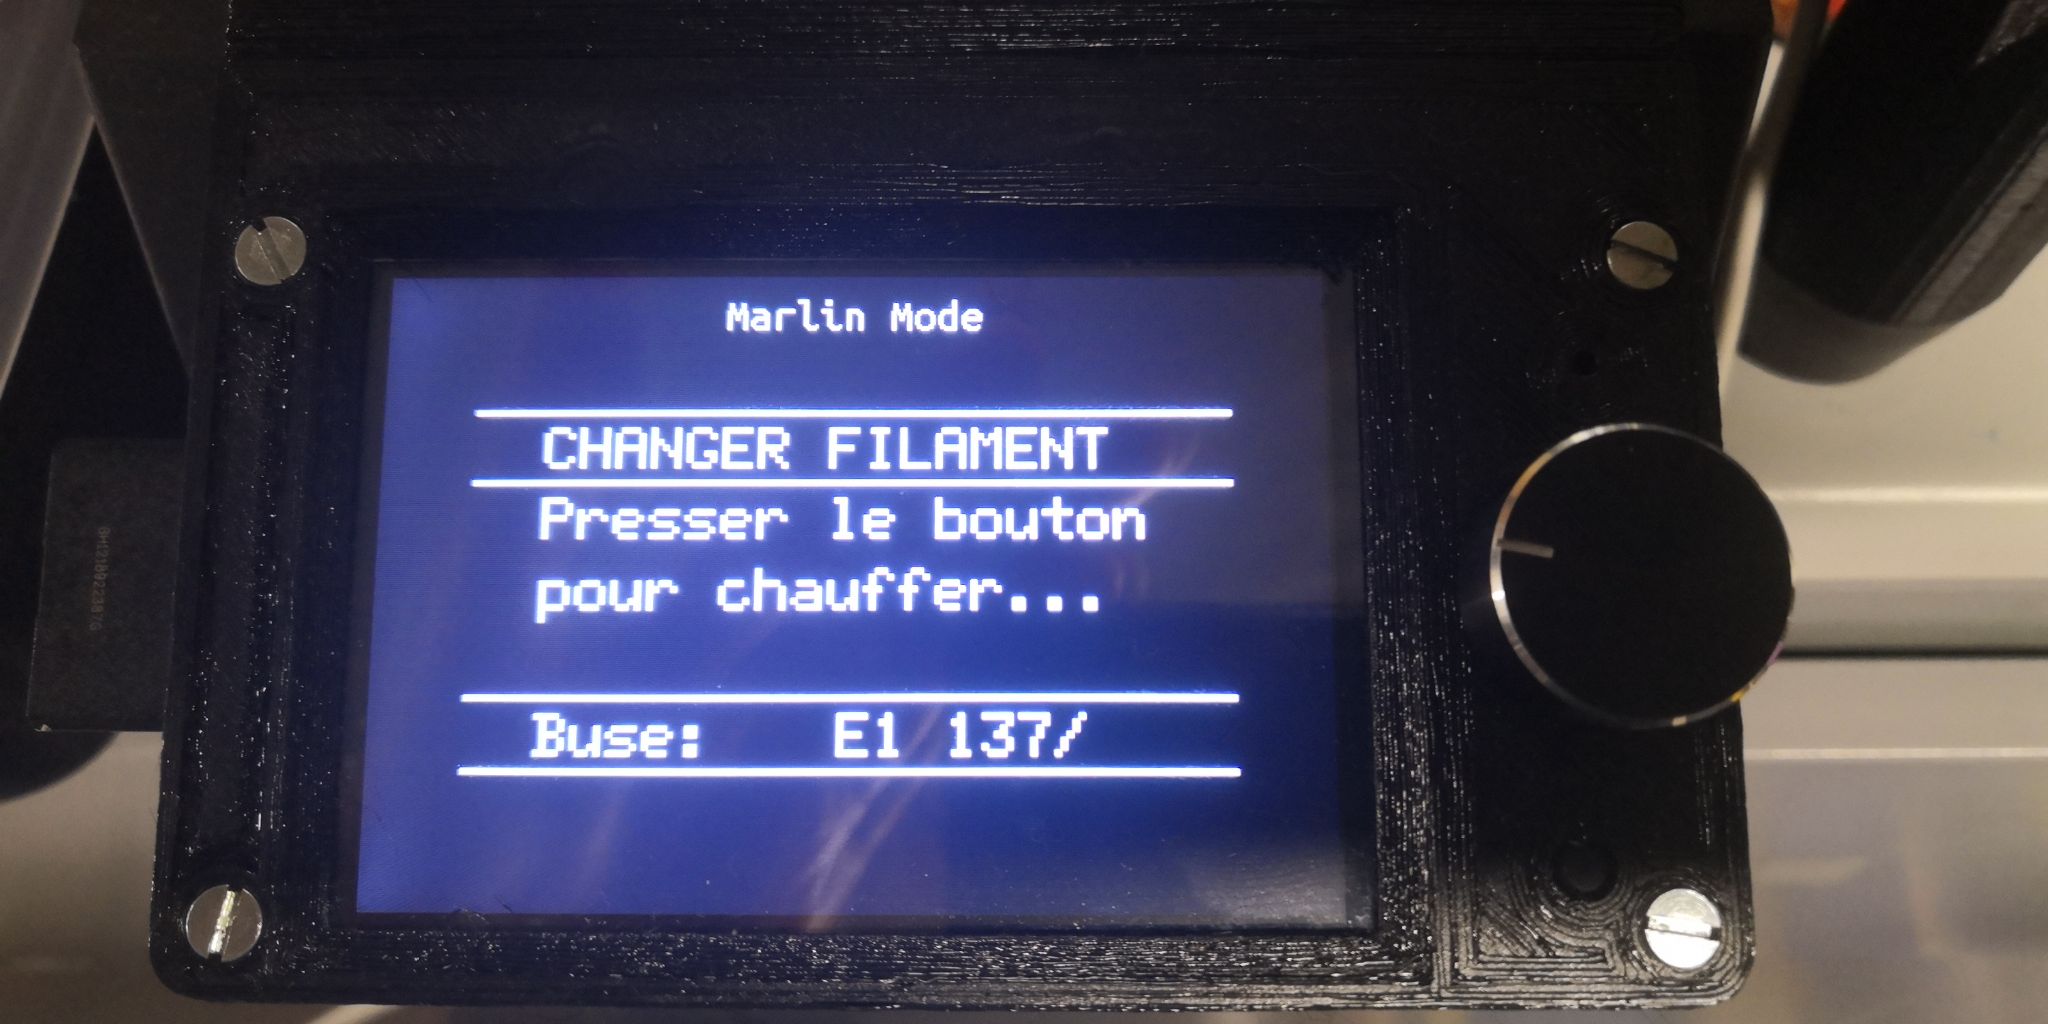 Marlin Mode
CHANGER FILAMENT
Presser le bouton
pour chauffer...
Buse: E1 137/